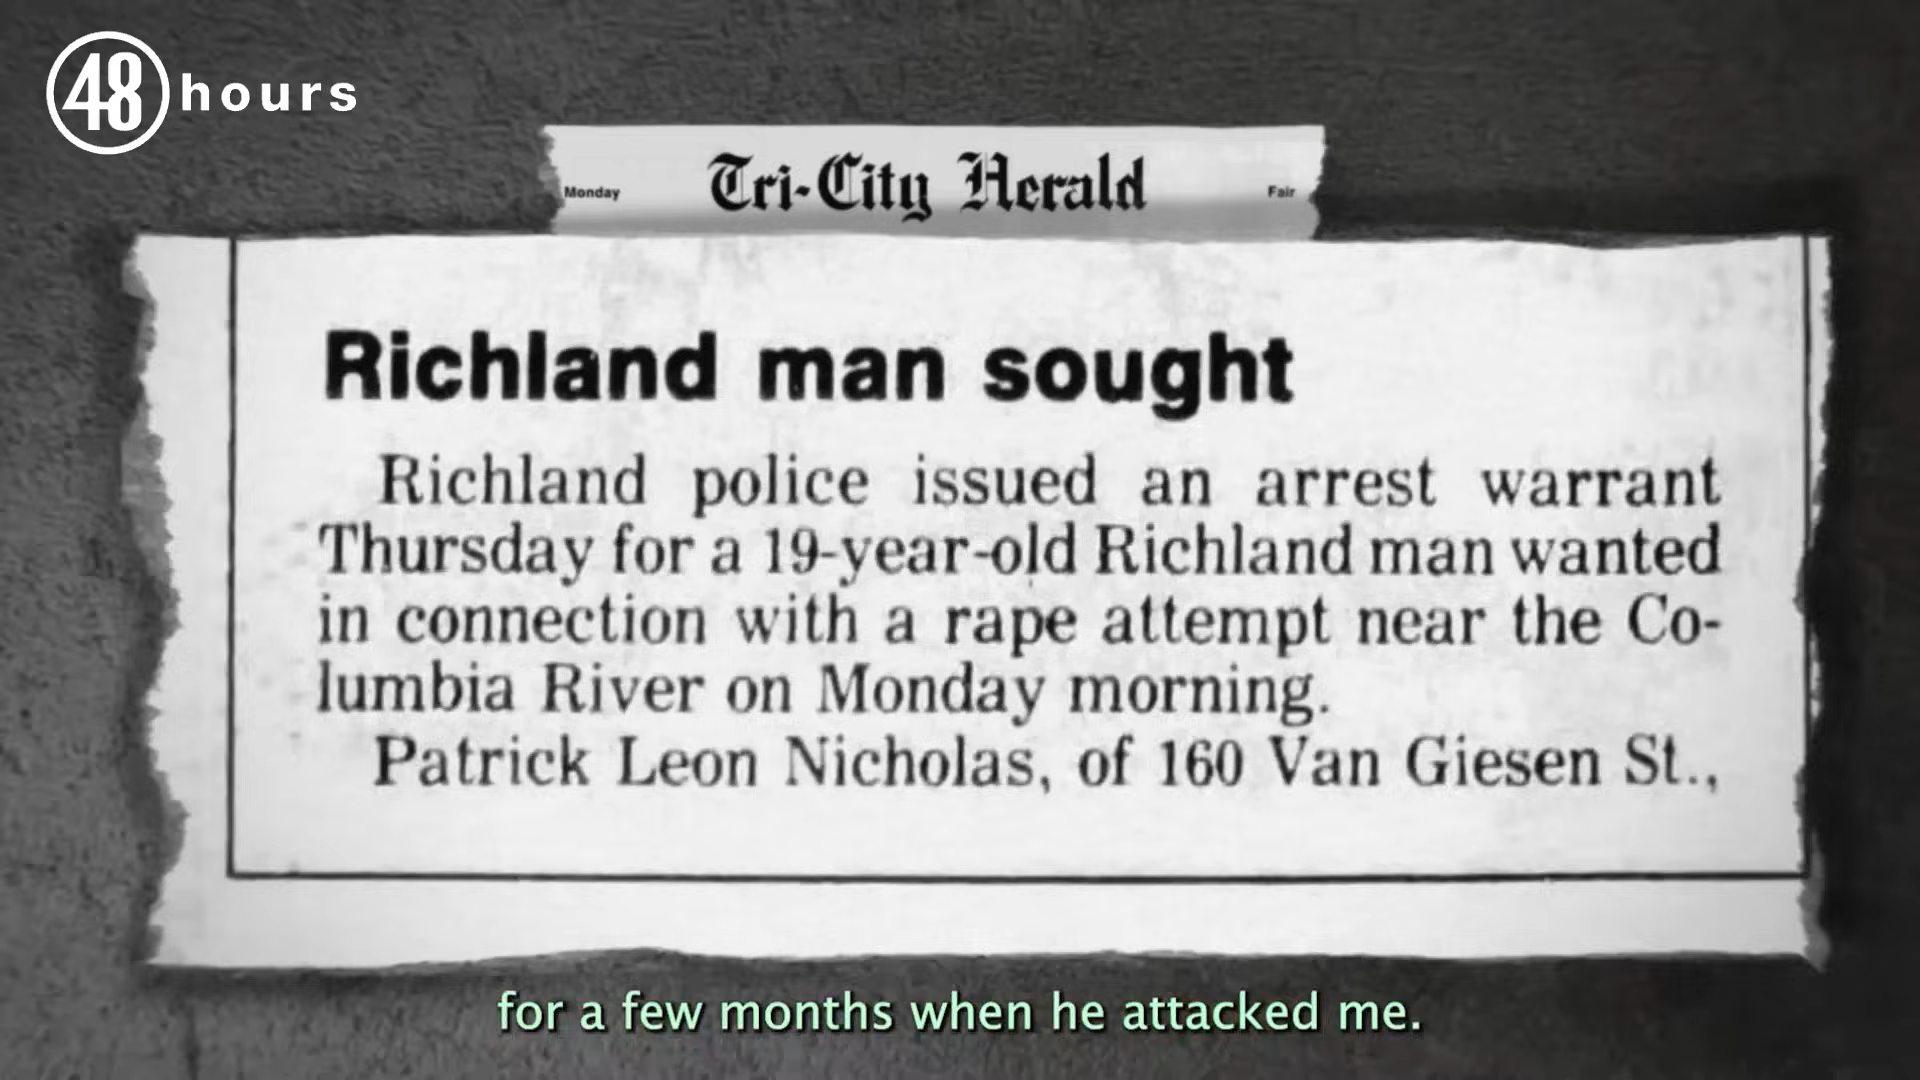 48 hours
Monday Tri-City Herald Fair
Richland man sought
Richland police issued an arrest warrant
Thursday for a 19-year-old Richland man wanted
in connection with a rape attempt near the Co-
lumbia River on Monday morning.
Patrick Leon Nicholas, of 160 Van Giesen St.,
for a few months when he attacked me.